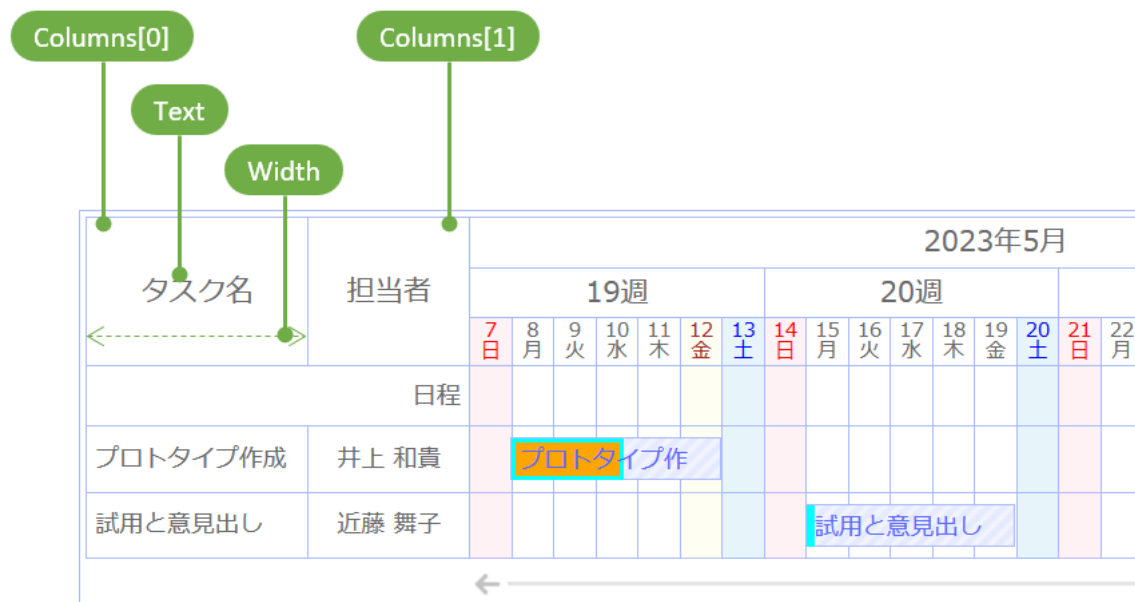 Columns[0]
Columns[1]
Text
Width
2023年5月
タスク名
担当者
19週
20週
7 8 9 10 11 12 13 14 15 16 17 18 19 20 21 22
日 月 火 水 木 金 土 日 月 火 水 木 金 土 日 月
日程
プロトタイプ作成 井上 和貴 プロトタイプ作
試用と意見出し 近藤 舞子 試用と意見出し